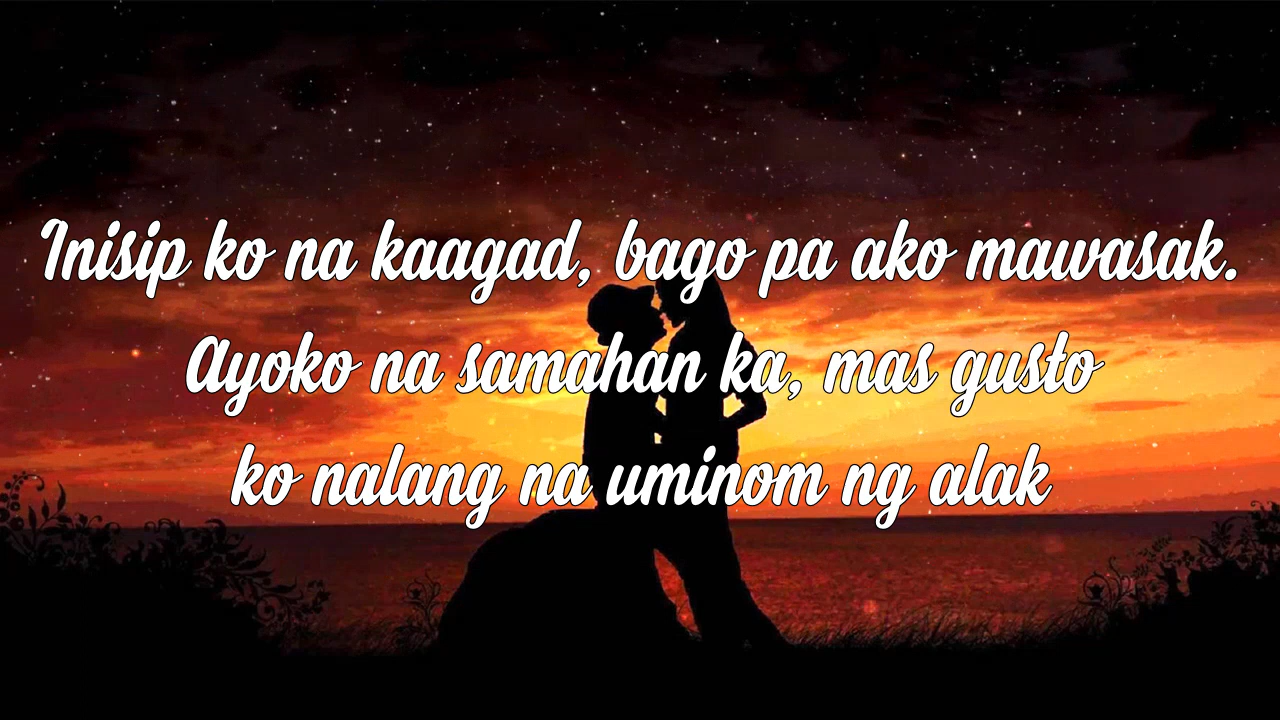 Inisip ko na kaagad, bago pa ako mawasak.
Ayoko na samahan ka, mas gusto
ko nalang na uminom ng alak